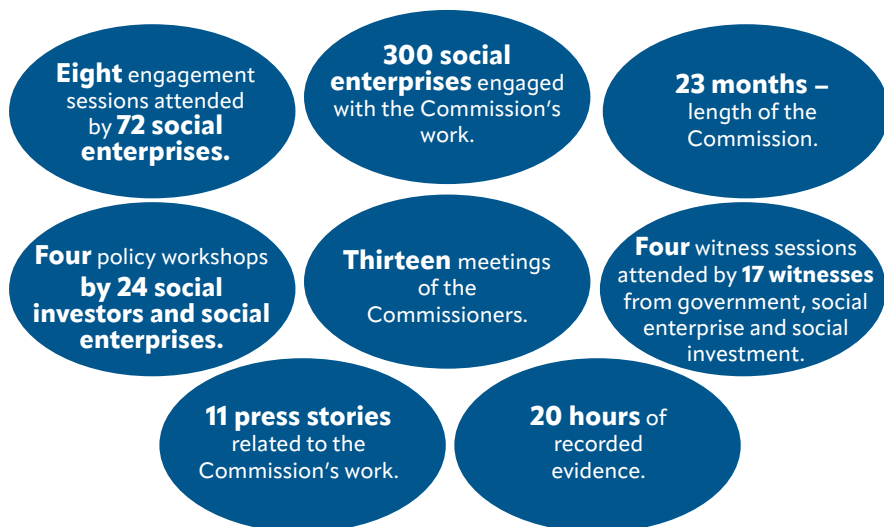 Eight engagement
sessions attended
by 72 social
enterprises.
300 social
enterprises engaged
with the Commission’s
work.
23 months –
length of the
Commission.
Four policy workshops
by 24 social
investors and social
enterprises.
Thirteen meetings
of the
Commissioners.
Four witness sessions
attended by 17 witnesses
from government, social
enterprise and social
investment.
11 press stories
related to the
Commission’s work.
20 hours of
recorded
evidence.